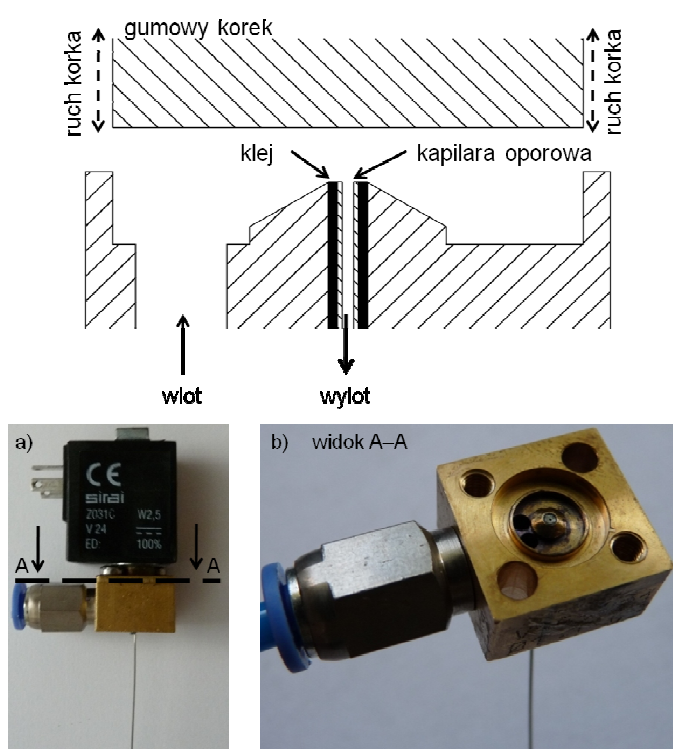 gumowy korek
ruch korka
ruch korka
klej
kapilara oporowa
wlot
wylot
a)
CE
sirai
V 24
W2,5
ED:
100%
A
A
b) widok A–A